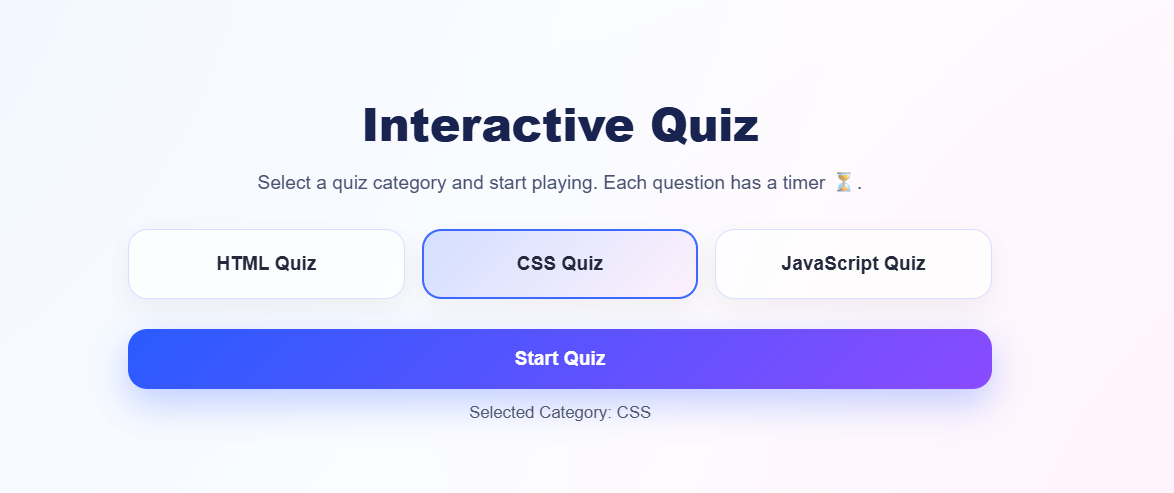 Interactive Quiz
Select a quiz category and start playing. Each question has a timer ⏳.
HTML Quiz
CSS Quiz
JavaScript Quiz
Start Quiz
Selected Category: CSS